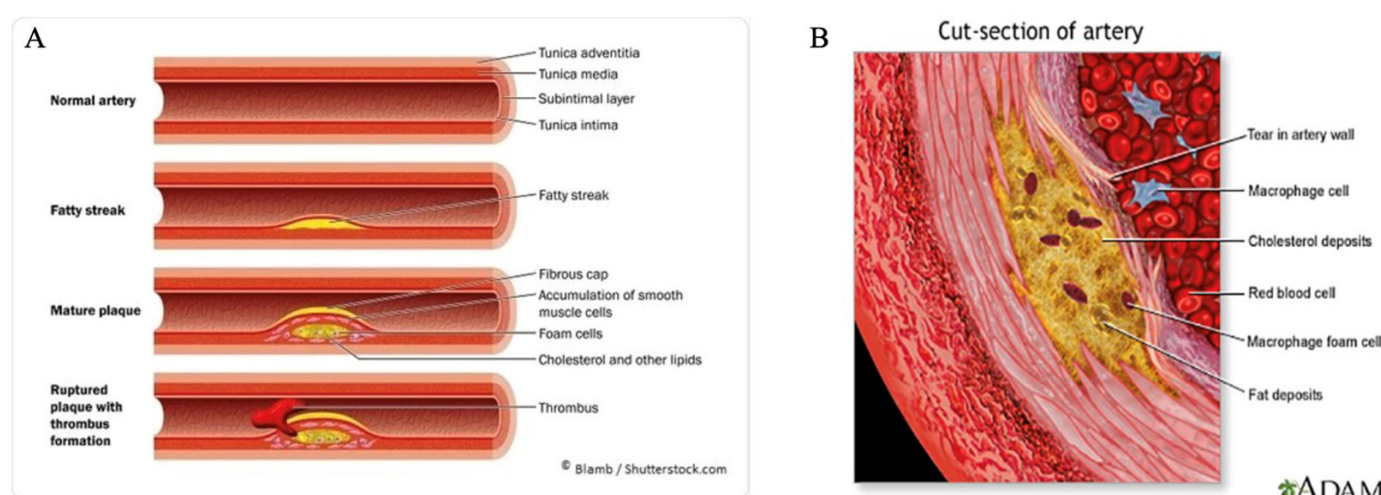 A
Normal artery
Tunica adventitia
Tunica media
Subintimal layer
Tunica intima
Fatty streak
Fatty streak
Mature plaque
Fibrous cap
Accumulation of smooth
muscle cells
Foam cells
Cholesterol and other lipids
Ruptured
plaque with
thrombus
formation
Thrombus
© Blamb / Shutterstock.com
B
Cut-section of artery
Tear in artery wall
Macrophage cell
Cholesterol deposits
Red blood cell
Macrophage foam cell
Fat deposits
ADAM